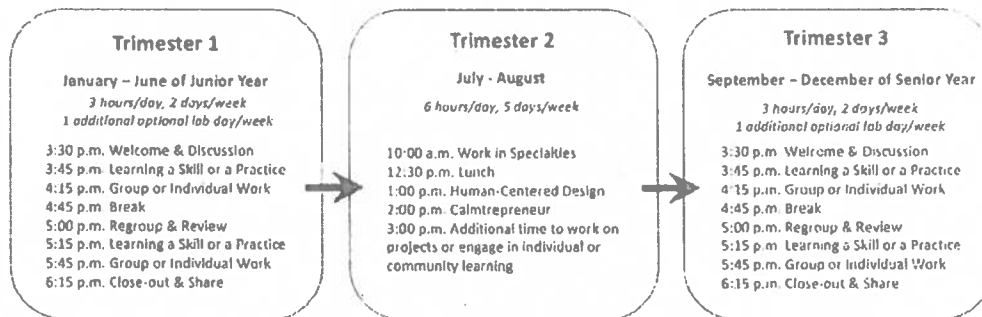 Trimester 1
January – June of Junior Year
3 hours/day, 2 days/week
1 additional optional lab day/week
3:30 p.m. Welcome & Discussion
3:45 p.m. Learning a Skill or a Practice
4:15 p.m. Group or Individual Work
4:45 p.m. Break
5:00 p.m. Regroup & Review
5:15 p.m. Learning a Skill or a Practice
5:45 p.m. Group or Individual Work
6:15 p.m. Close-out & Share
Trimester 2
July - August
6 hours/day, 5 days/week
10:00 a.m. Work in Specialties
12:30 p.m. Lunch
1:00 p.m. Human-Centered Design
2:00 p.m. Calmtrepreneur
3:00 p.m. Additional time to work on
projects or engage in individual or
community learning
Trimester 3
September – December of Senior Year
3 hours/day, 2 days/week
1 additional optional lab day/week
3:30 p.m. Welcome & Discussion
3:45 p.m. Learning a Skill or a Practice
4:15 p.m. Group or Individual Work
4:45 p.m. Break
5:00 p.m. Regroup & Review
5:15 p.m. Learning a Skill or a Practice
5:45 p.m. Group or Individual Work
6:15 p.m. Close-out & Share